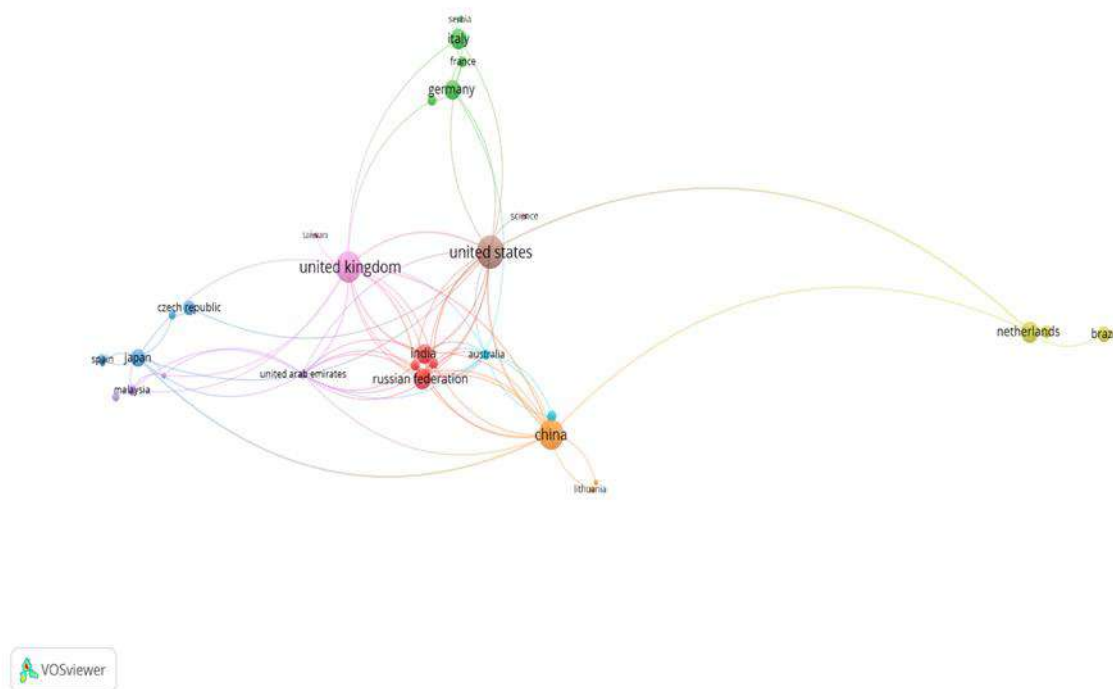 serbia
italy
france
germany
science
taiwan
united states
united kingdom
czech republic
netherlands
braz
spain
japan
india
australia
united arab emirates
russian federation
malaysia
china
lithuania
VOSviewer